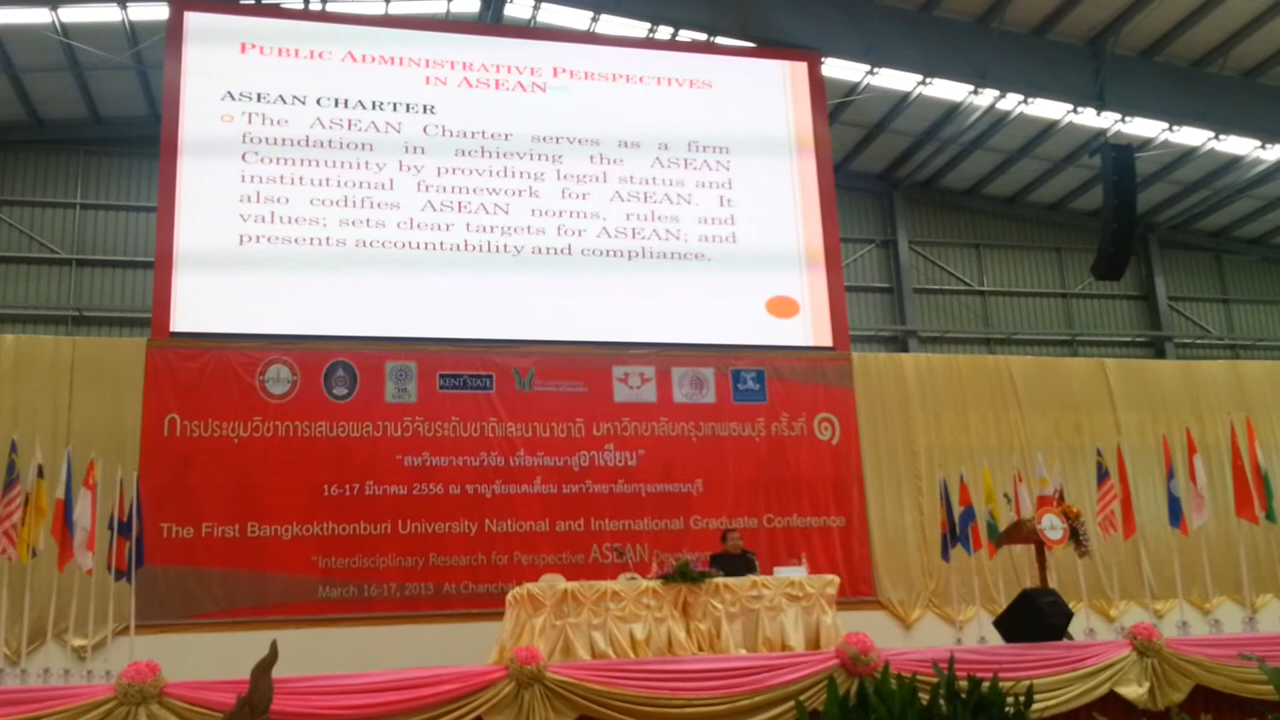 PUBLIC ADMINISTRATIVE PERSPECTIVES
IN ASEAN
ASEAN CHARTER
The ASEAN Charter serves as a firm
foundation in achieving the ASEAN
Community by providing legal status and
institutional framework for ASEAN. It
also codifies ASEAN norms, rules and
values; sets clear targets for ASEAN; and
presents accountability and compliance.
KENT STATE
การประชุมวิชาการเสนอผลงานวิจัยระดับชาติและนานาชาติ มหาวิทยาลัยกรุงเทพธนบุรี ครั้งที่ ๑
“สหวิทยางานวิจัย เพื่อพัฒนาสู่อาเซียน”
16-17 มีนาคม 2556 ณ ชาญชัยอคเดี้ยม มหาวิทยาลัยกรุงเทพธนบุรี
The First Bangkokthonburi University National and International Graduate Conference
“Interdisciplinary Research for Perspective ASEAN
March 16-17, 2013 At Chanchai